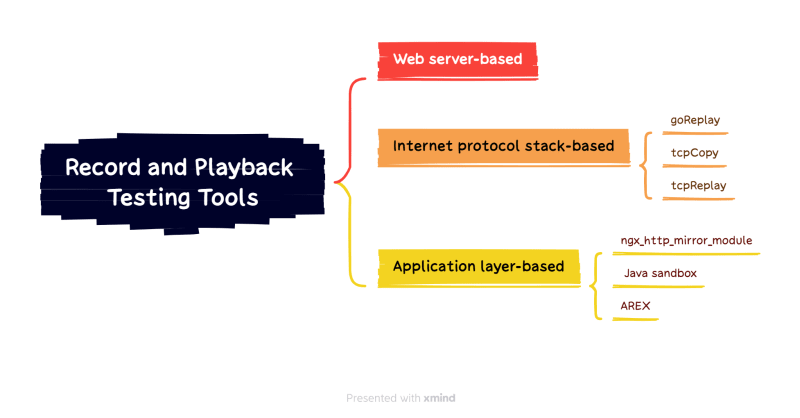 Record and Playback
Testing Tools
Web server-based
Internet protocol stack-based
goReplay
tcpCopy
tcpReplay
Application layer-based
ngx_http_mirror_module
Java sandbox
AREX
Presented with xmind